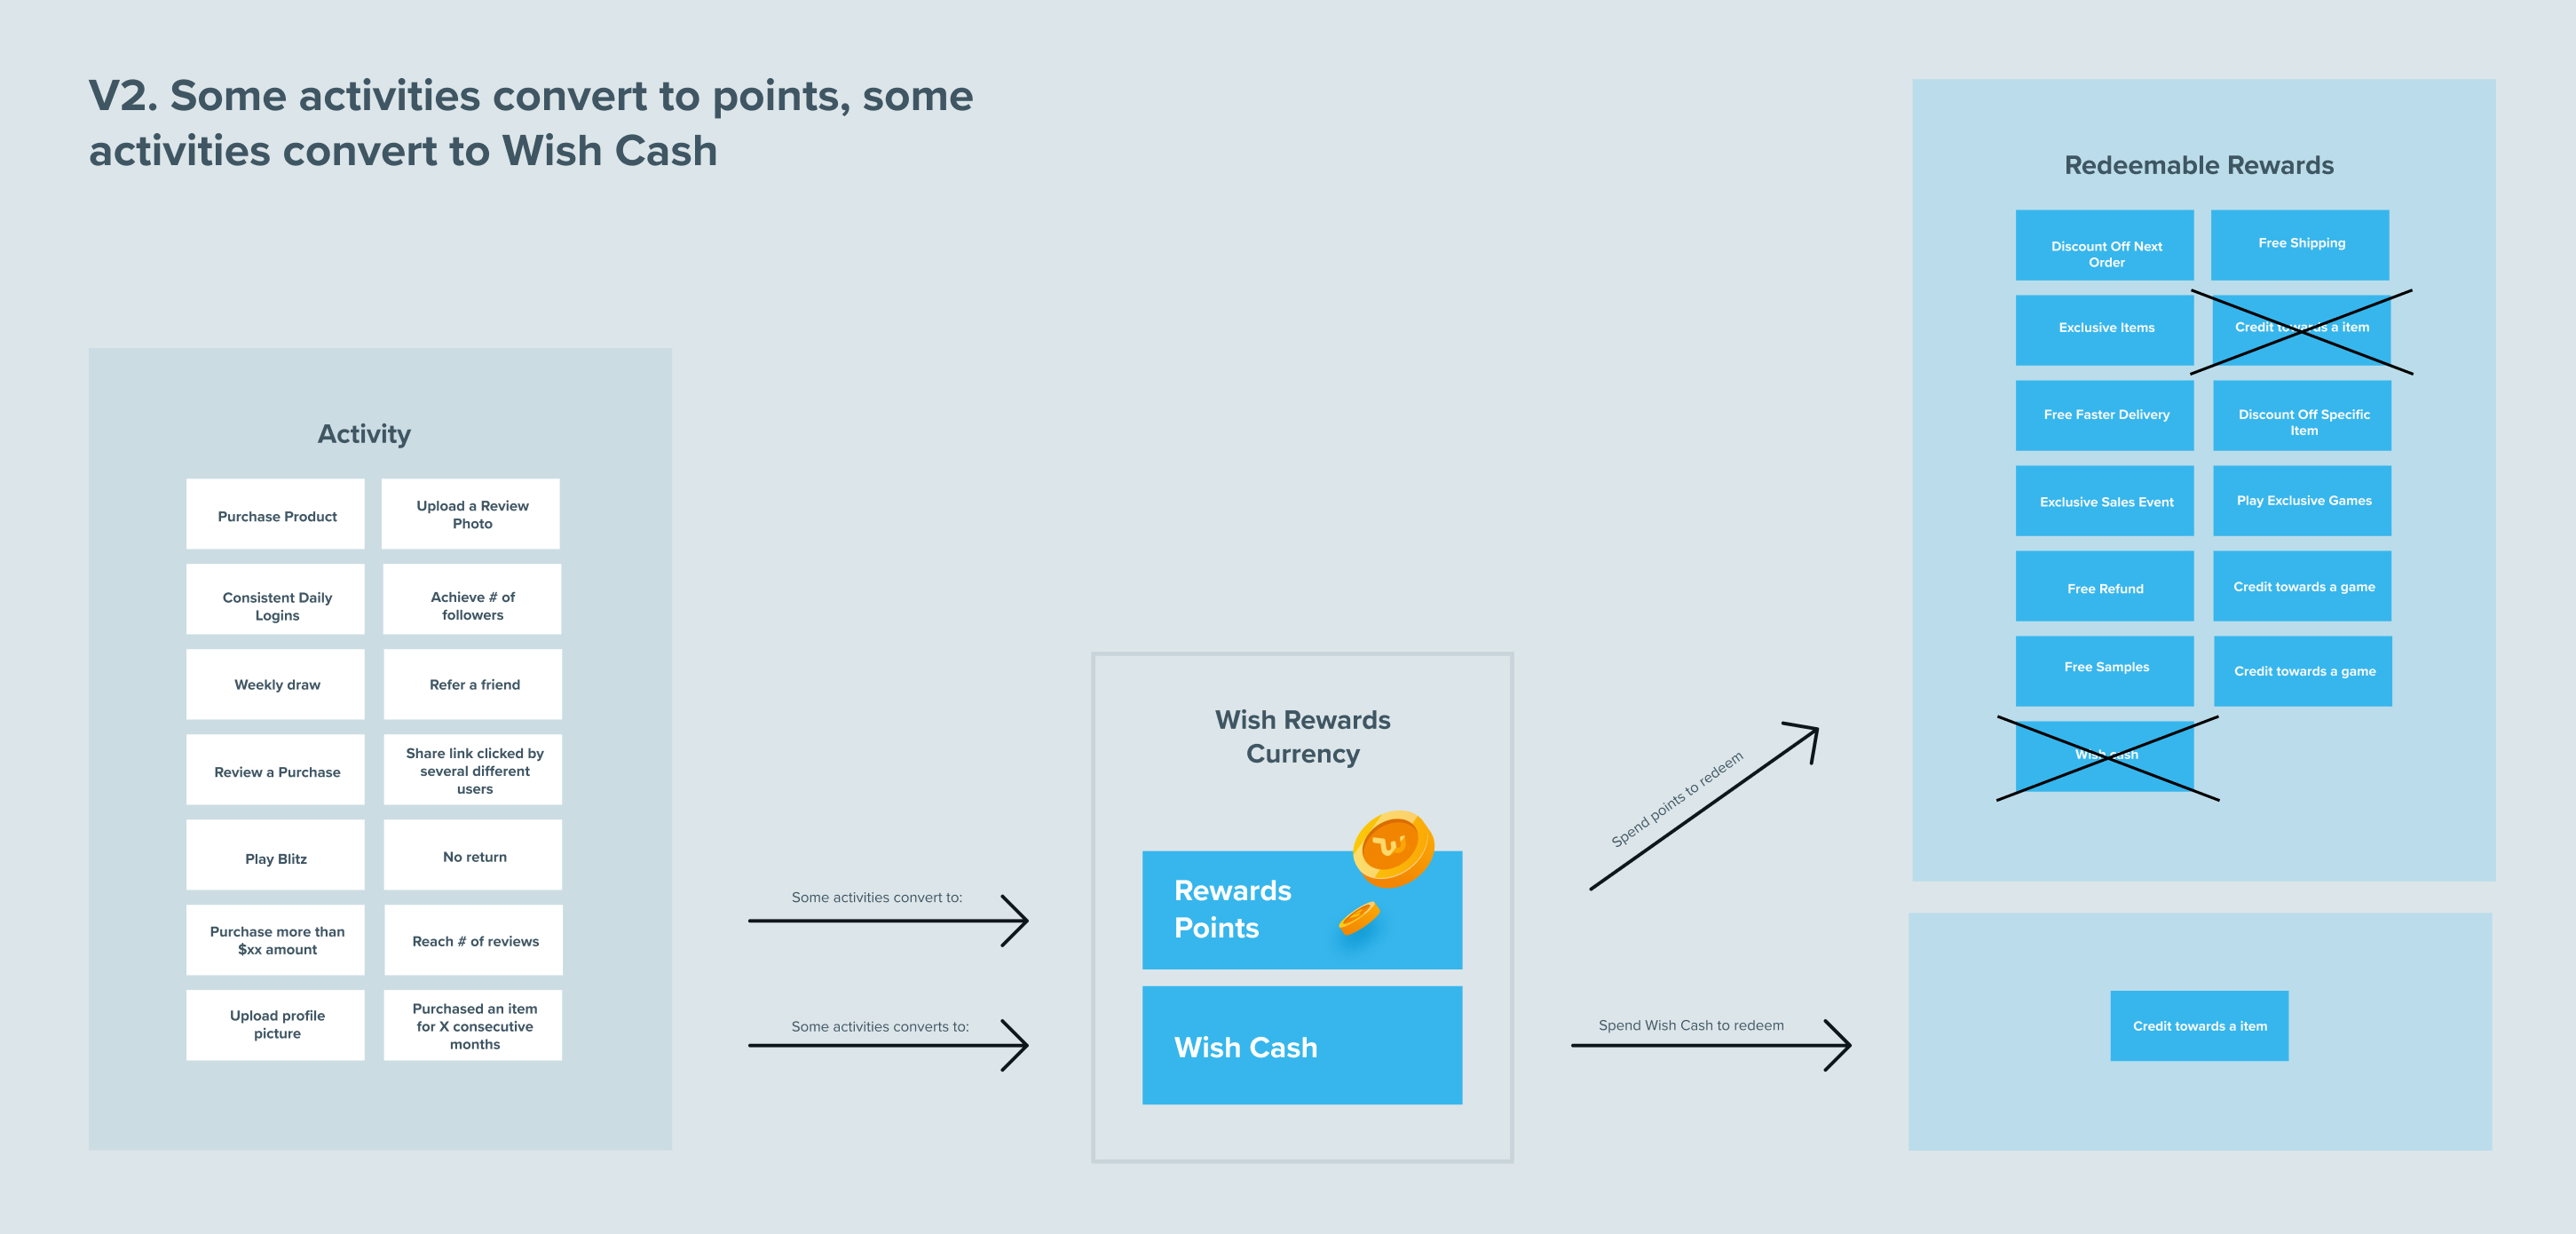 V2. Some activities convert to points, some
activities convert to Wish Cash
Activity
Purchase Product
Upload a Review
Photo
Consistent Daily
Logins
Achieve # of
followers
Weekly draw
Refer a friend
Review a Purchase
Share link clicked by
several different
users
Play Blitz
No return
Purchase more than
$xx amount
Reach # of reviews
Upload profile
picture
Purchased an item
for X consecutive
months
Some activities convert to:
Some activities converts to:
Wish Rewards
Currency
Rewards
Points
Wish Cash
Spend points to redeem
Spend Wish Cash to redeem
Redeemable Rewards
Discount Off Next
Order
Free Shipping
Exclusive Items
Credit towards a item
Free Faster Delivery
Discount Off Specific
Item
Exclusive Sales Event
Play Exclusive Games
Free Refund
Credit towards a game
Free Samples
Credit towards a game
Wish cash
Credit towards a item